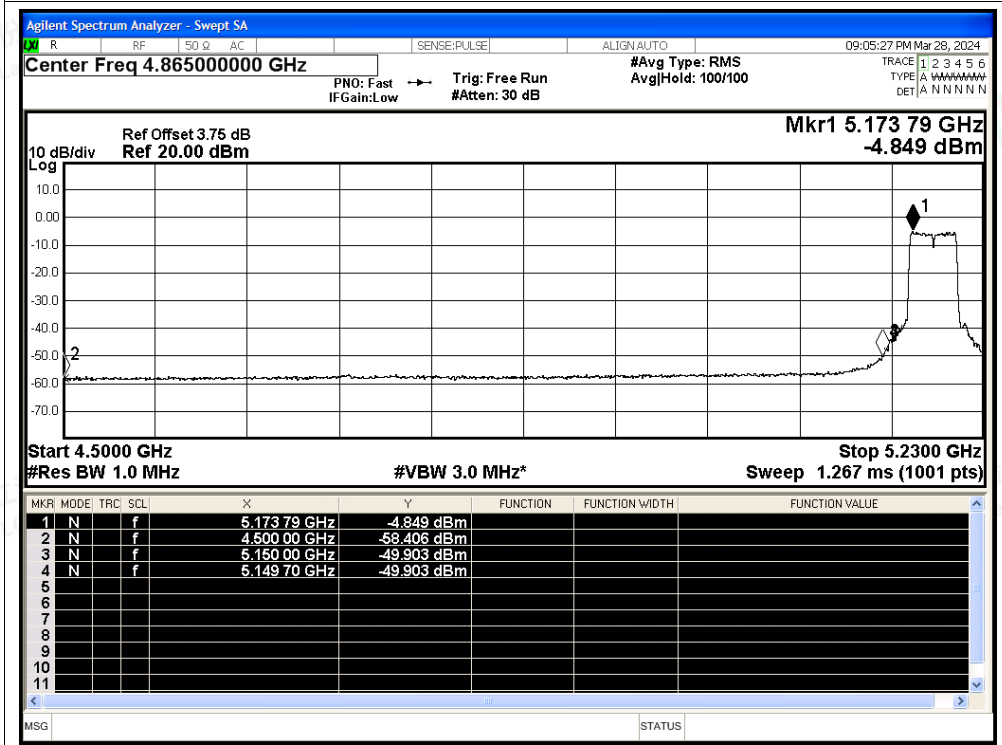 Agilent Spectrum Analyzer - Swept SA
LXI R RF 50 Ω AC SENSE:PULSE ALIGN AUTO 09:05:27 PM Mar 28, 2024
Center Freq 4.865000000 GHz #Avg Type: RMS TRACE 1 2 3 4 5 6
PNO: Fast Trig: Free Run Avg|Hold: 100/100 TYPE A WWWWW
IFGain:Low #Atten: 30 dB DET A N N N N N
Mkr1 5.173 79 GHz
-4.849 dBm
Ref Offset 3.75 dB
10 dB/div Ref 20.00 dBm
Log
10.0
1
0.00
-10.0
-20.0
-30.0
-40.0
-50.0
2
-60.0
-70.0
Start 4.5000 GHz Stop 5.2300 GHz
#Res BW 1.0 MHz #VBW 3.0 MHz* Sweep 1.267 ms (1001 pts)
MKR MODE TRC SCL X Y FUNCTION FUNCTION WIDTH FUNCTION VALUE
1 N f 5.173 79 GHz -4.849 dBm
2 N f 4.500 00 GHz -58.406 dBm
3 N f 5.150 00 GHz -49.903 dBm
4 N f 5.149 70 GHz -49.903 dBm
5
6
7
8
9
10
11
MSG STATUS